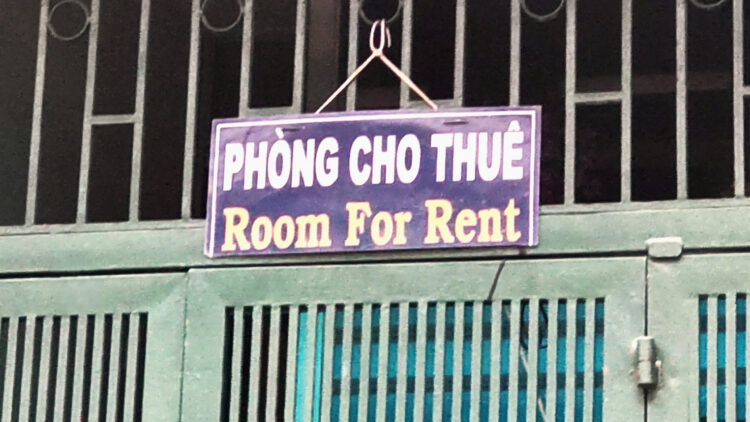 PHÒNG CHO THUÊ
Room For Rent